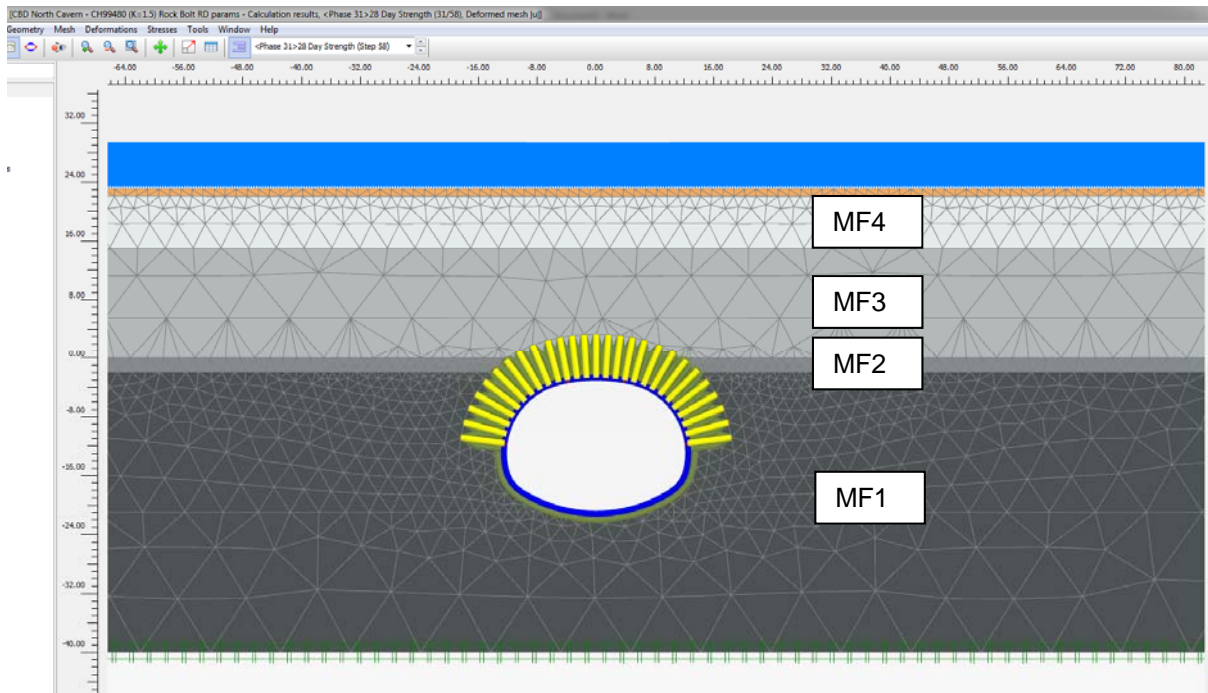 [CBD North Cavern - CH99480 (K=1.5) Rock Bolt RD params - Calculation results, <Phase 31>28 Day Strength (31/58), Deformed mesh |u|]
Geometry Mesh Deformations Stresses Tools Window Help
<Phase 31>28 Day Strength (Step 58)
-64.00 -56.00 -48.00 -40.00 -32.00 -24.00 -16.00 -8.00 0.00 8.00 16.00 24.00 32.00 40.00 48.00 56.00 64.00 72.00 80.00
32.00
24.00
16.00
8.00
0.00
-8.00
-16.00
-24.00
-32.00
-40.00
MF4
MF3
MF2
MF1